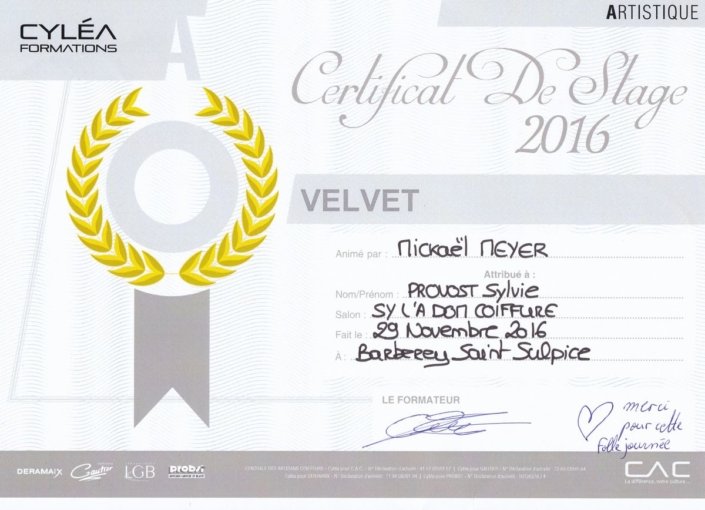 ARTISTIQUE
CYLÉA
FORMATIONS
Certificat De Stage
2016
VELVET
Animé par : Mickaël MEYER
Attribué à :
Nom/Prénom : PROVOST Sylvie
Salon : SY L'A DOM COIFFURE
Fait le : 29 Novembre 2016
À : Barberey Saint Sulpice
LE FORMATEUR
merci
pour cette
folle journée
DERAMAIX Gautier LGB
CAC